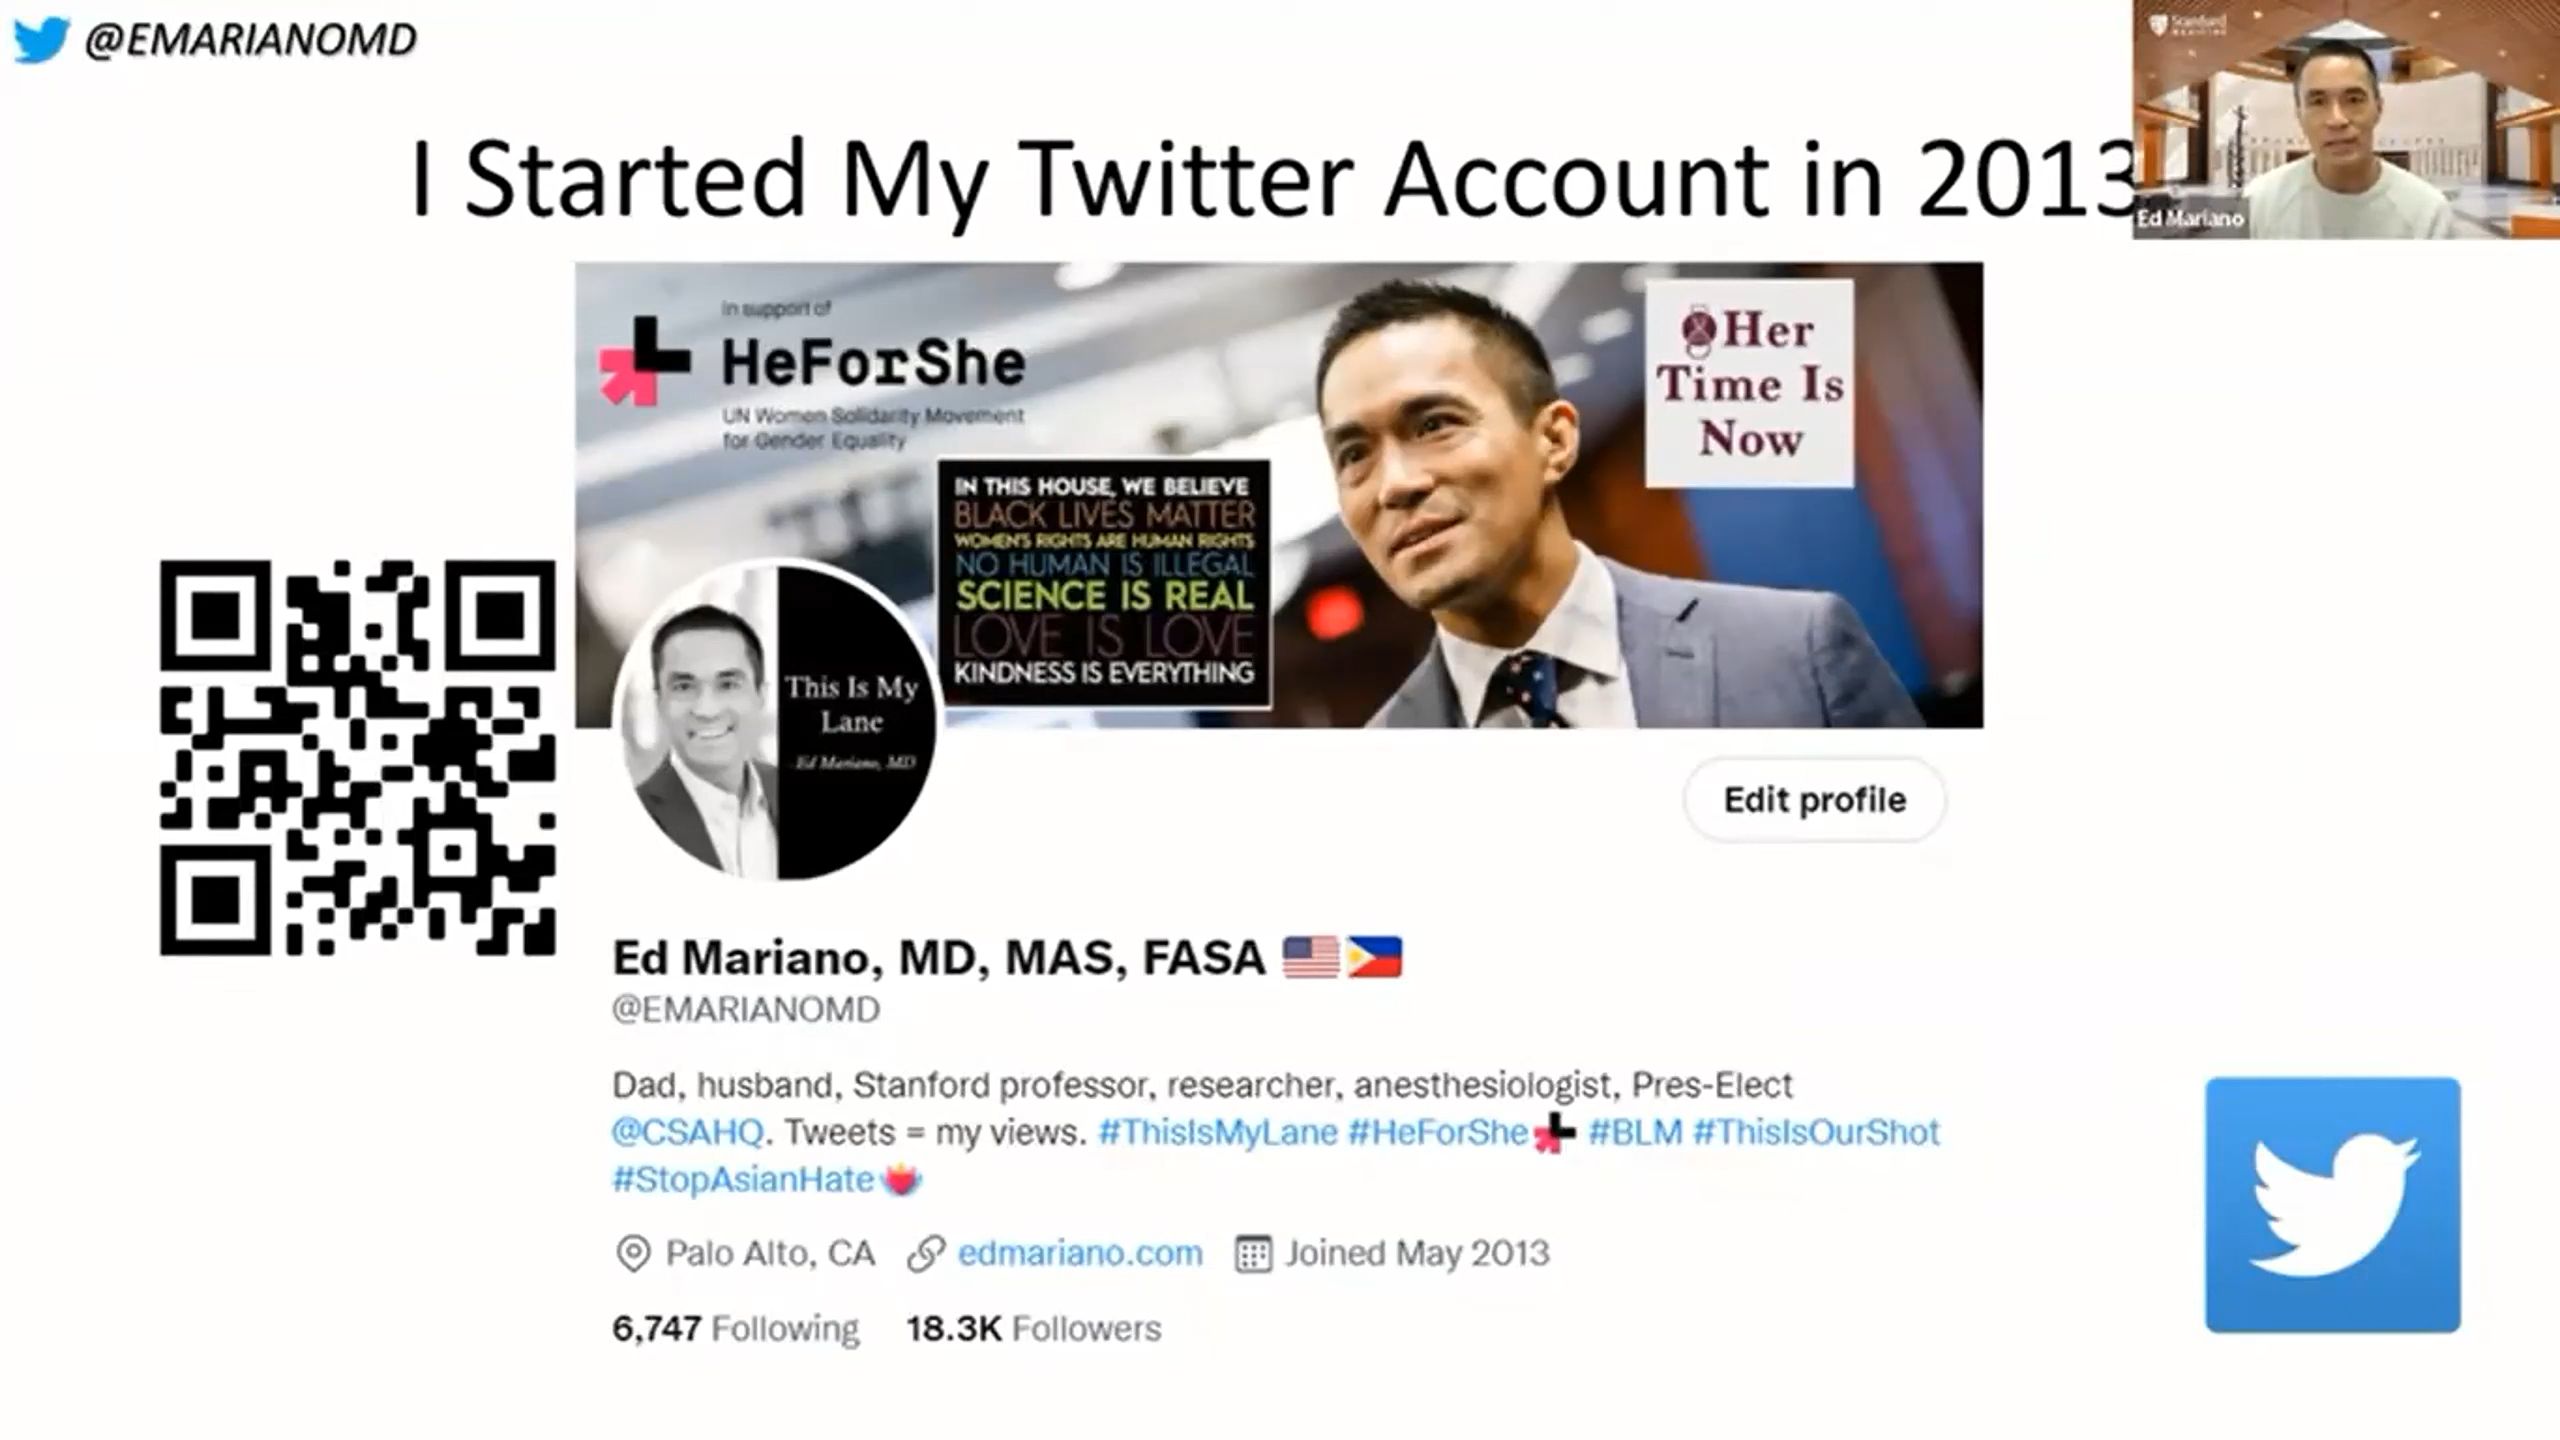 @EMARIANOMD
Stanford
MEDICINE
I Started My Twitter Account in 2013
Ed Mariano
In support of
HeForShe
UN Women Solidarity Movement
for Gender Equality
Her
Time Is
Now
IN THIS HOUSE, WE BELIEVE
BLACK LIVES MATTER
WOMEN'S RIGHTS ARE HUMAN RIGHTS
NO HUMAN IS ILLEGAL
SCIENCE IS REAL
LOVE IS LOVE
KINDNESS IS EVERYTHING
This Is My
Lane
-Ed Mariano, MD
Edit profile
Ed Mariano, MD, MAS, FASA
@EMARIANOMD
Dad, husband, Stanford professor, researcher, anesthesiologist, Pres-Elect
@CSAHQ. Tweets = my views. #ThisIsMyLane #HeForShe #BLM #ThisIsOurShot
#StopAsianHate
Palo Alto, CA edmariano.com Joined May 2013
6,747 Following 18.3K Followers